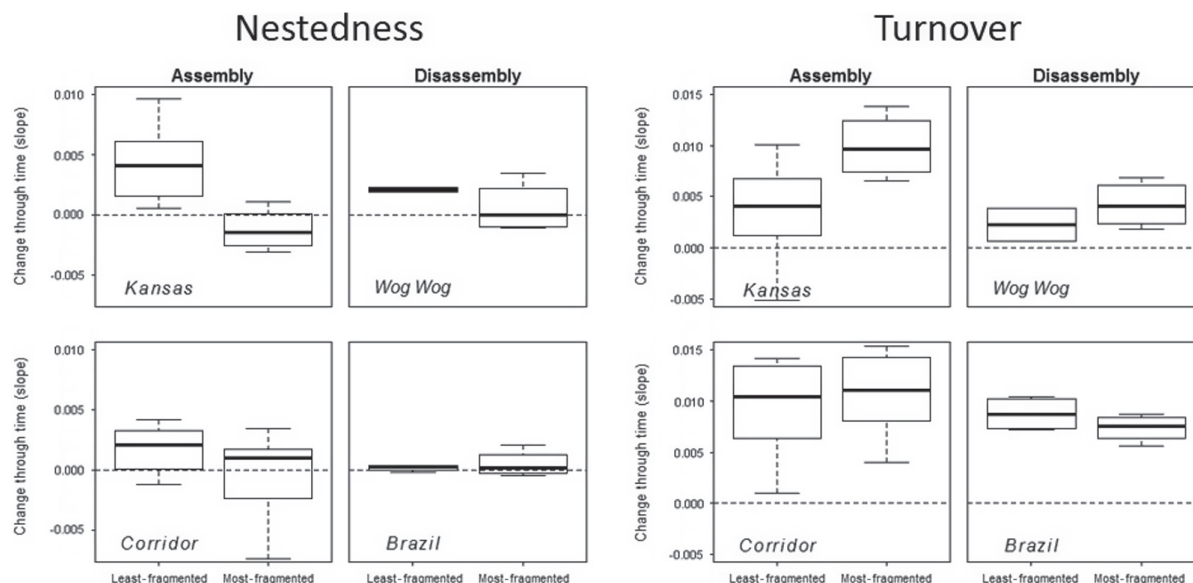 Nestedness
Turnover
Assembly
Disassembly
Assembly
Disassembly
Change through time (slope)
0.010
0.005
0.000
-0.005
Kansas
Wog Wog
Change through time (slope)
0.015
0.010
0.005
0.000
-0.005
Kansas
Wog Wog
Change through time (slope)
0.010
0.005
0.000
-0.005
Corridor
Brazil
Least-fragmented
Most-fragmented
Least-fragmented
Most-fragmented
Change through time (slope)
0.015
0.010
0.005
0.000
-0.005
Corridor
Brazil
Least-fragmented
Most-fragmented
Least-fragmented
Most-fragmented